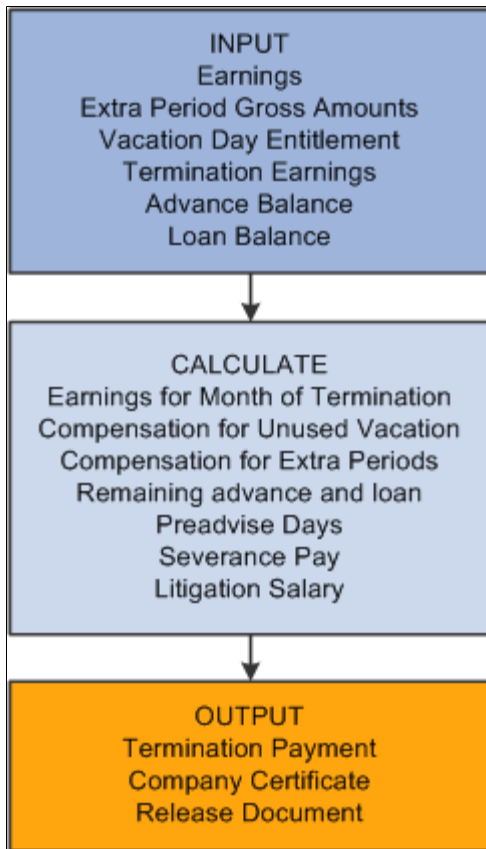 INPUT
Earnings
Extra Period Gross Amounts
Vacation Day Entitlement
Termination Earnings
Advance Balance
Loan Balance
CALCULATE
Earnings for Month of Termination
Compensation for Unused Vacation
Compensation for Extra Periods
Remaining advance and loan
Preadvise Days
Severance Pay
Litigation Salary
OUTPUT
Termination Payment
Company Certificate
Release Document